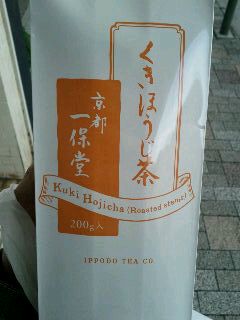 くきほうじ茶
京都
一保堂
Kuki Hojicha (Roasted stems)
200g入
IPPODO TEA CO.